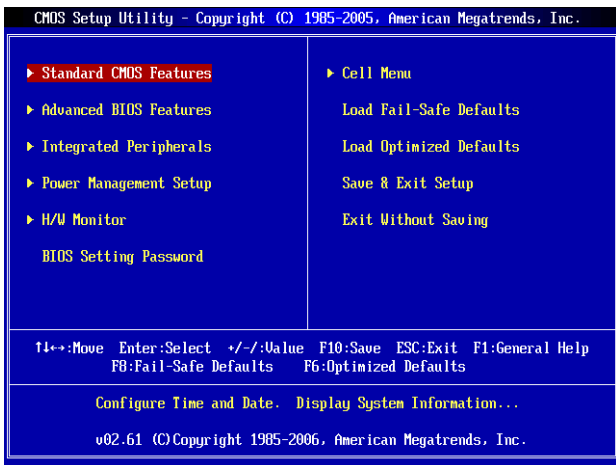 CMOS Setup Utility - Copyright (C) 1985-2005, American Megatrends, Inc.
Standard CMOS Features
Advanced BIOS Features
Integrated Peripherals
Power Management Setup
H/W Monitor
BIOS Setting Password
Cell Menu
Load Fail-Safe Defaults
Load Optimized Defaults
Save & Exit Setup
Exit Without Saving
↑↓←→:Move Enter:Select +/-/:Value F10:Save ESC:Exit F1:General Help
F8:Fail-Safe Defaults F6:Optimized Defaults
Configure Time and Date. Display System Information...
v02.61 (C)Copyright 1985-2006, American Megatrends, Inc.